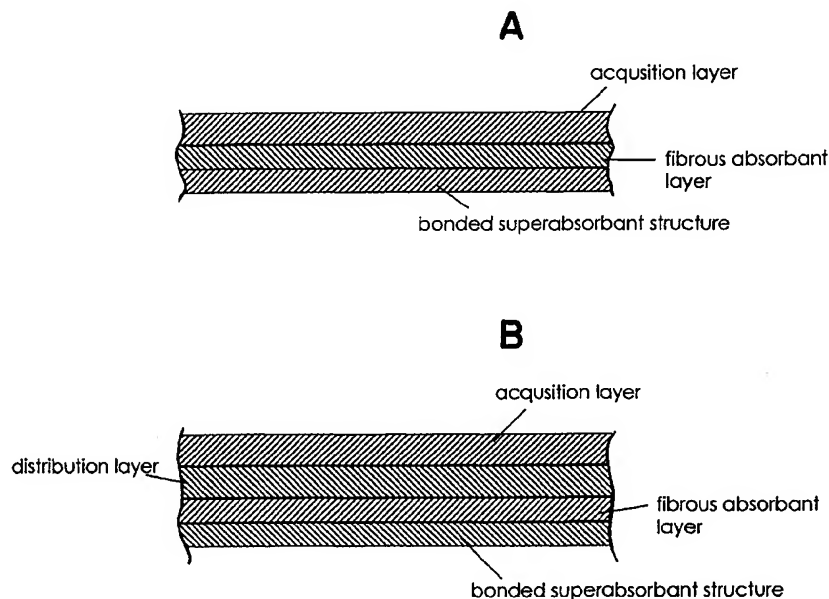 A
acqusition layer
fibrous absorbant
layer
bonded superabsorbant structure
B
acqusition layer
distribution layer
fibrous absorbant
layer
bonded superabsorbant structure